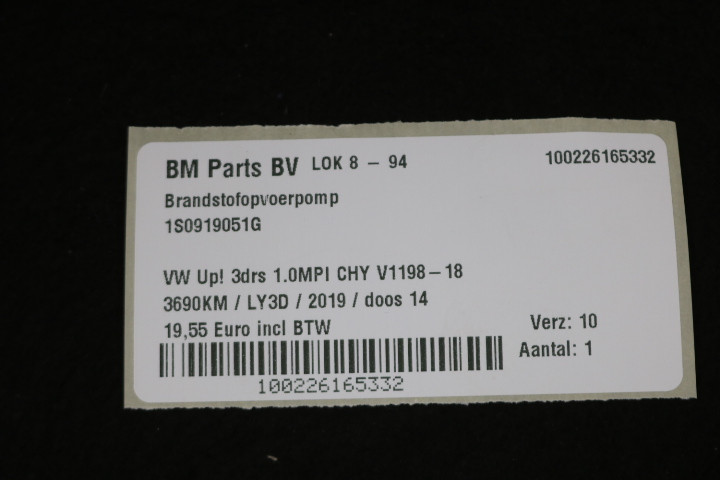 BM Parts BV LOK 8 – 94 100226165332
Brandstofopvoerpomp
1S0919051G
VW Up! 3drs 1.0MPI CHY V1198–18
3690KM / LY3D / 2019 / doos 14
19,55 Euro incl BTW
Verz: 10
Aantal: 1
100226165332